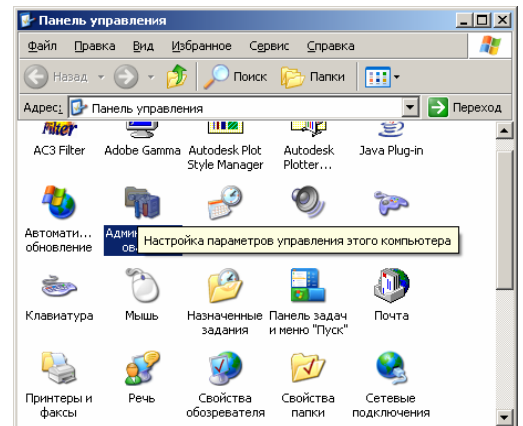 Панель управления
Файл Правка Вид Избранное Сервис Справка
Назад Поиск Папки
Адрес: Панель управления Переход
Filter
AC3 Filter Adobe Gamma Autodesk Plot Autodesk Java Plug-in
Style Manager Plotter...
Автомати...
обновление Настройка параметров управления этого компьютера
Клавиатура Мышь Назначенные Панель задач Почта
задания и меню "Пуск"
Принтеры и Речь Свойства Свойства Сетевые
факсы обозревателя папки подключения